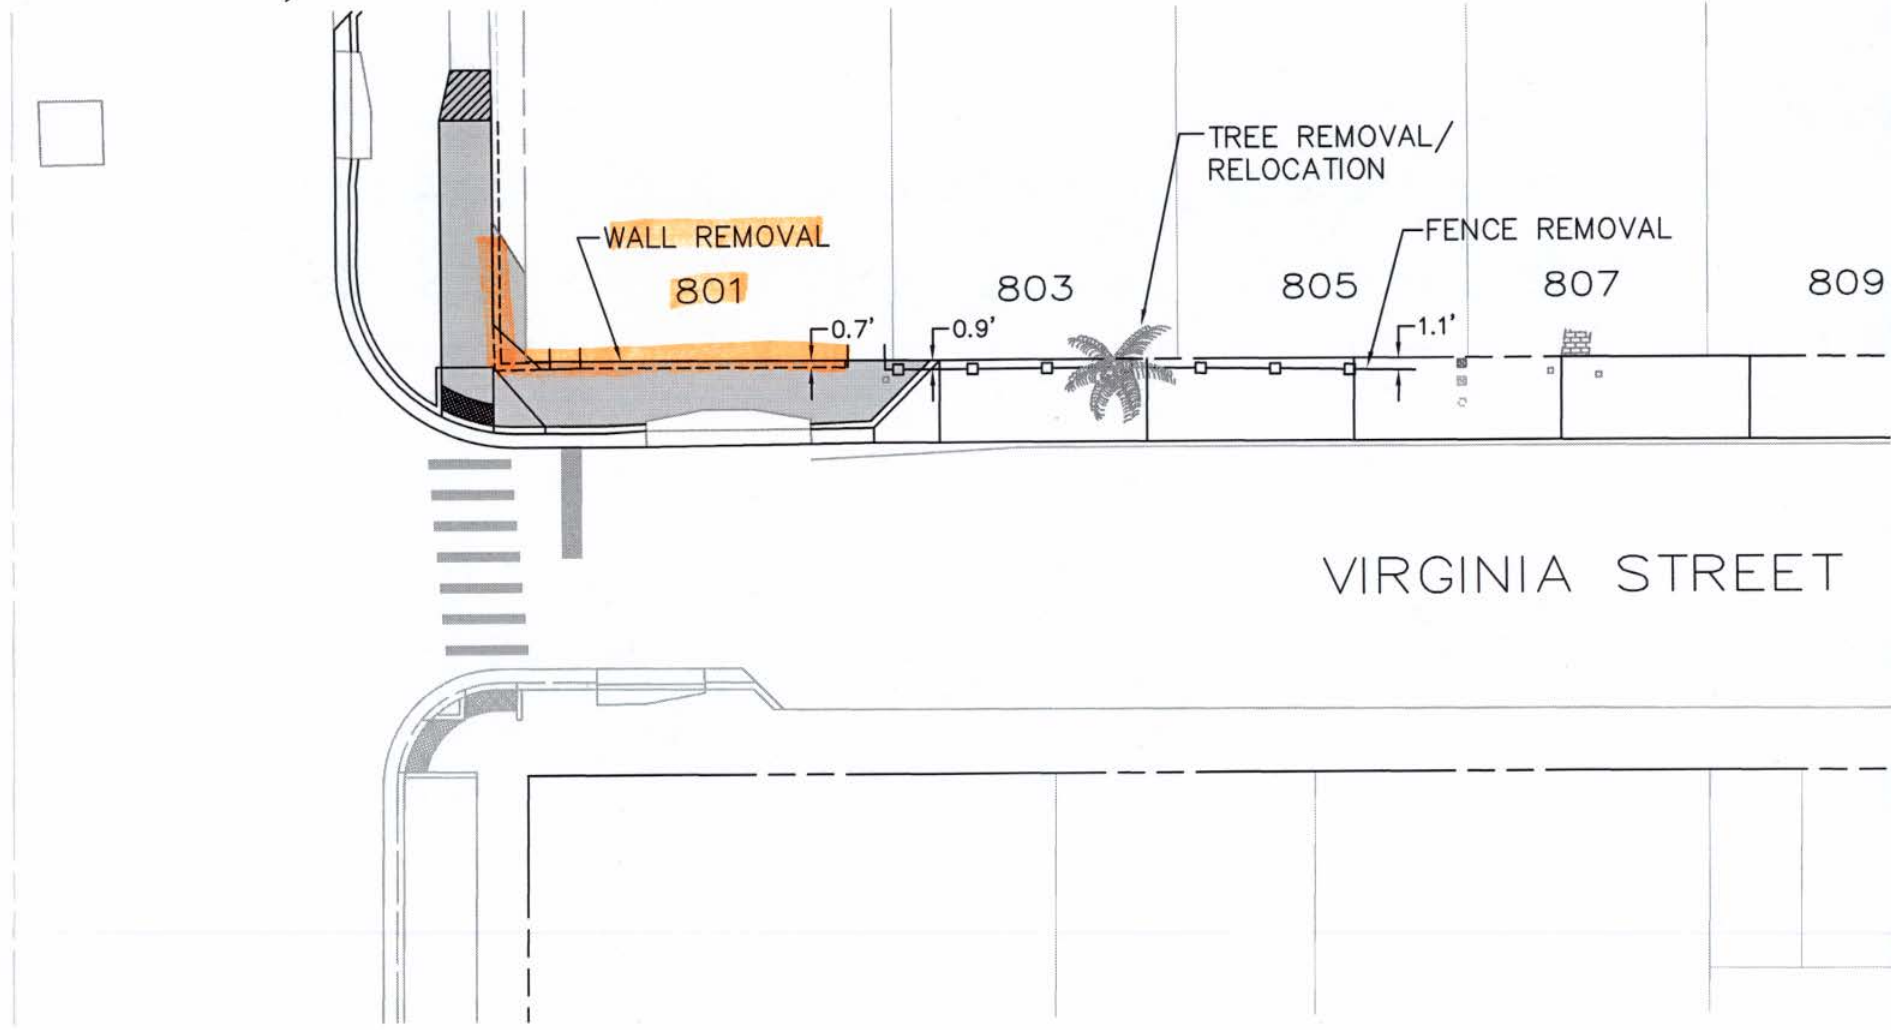 TREE REMOVAL/
RELOCATION
WALL REMOVAL
FENCE REMOVAL
801
803
805
807
809
0.7'
0.9'
1.1'
VIRGINIA STREET